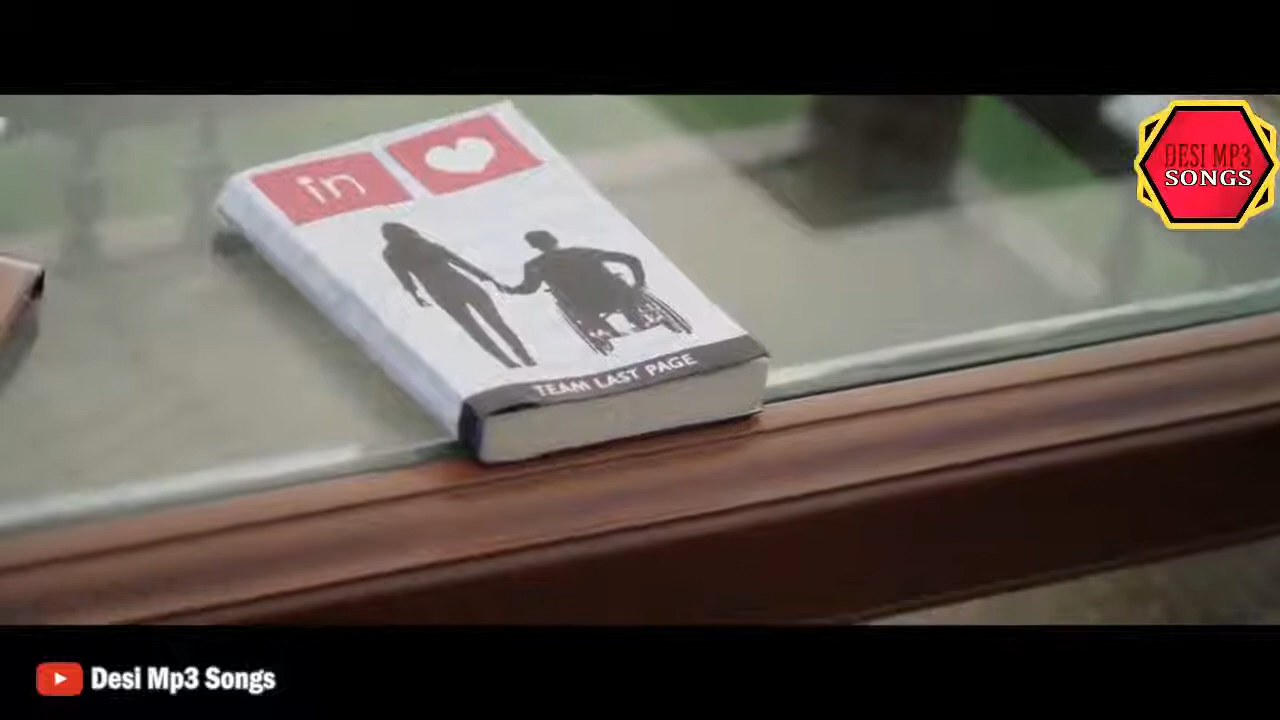 in
TEAM LAST PAGE
DESI MP3
SONGS
Desi Mp3 Songs